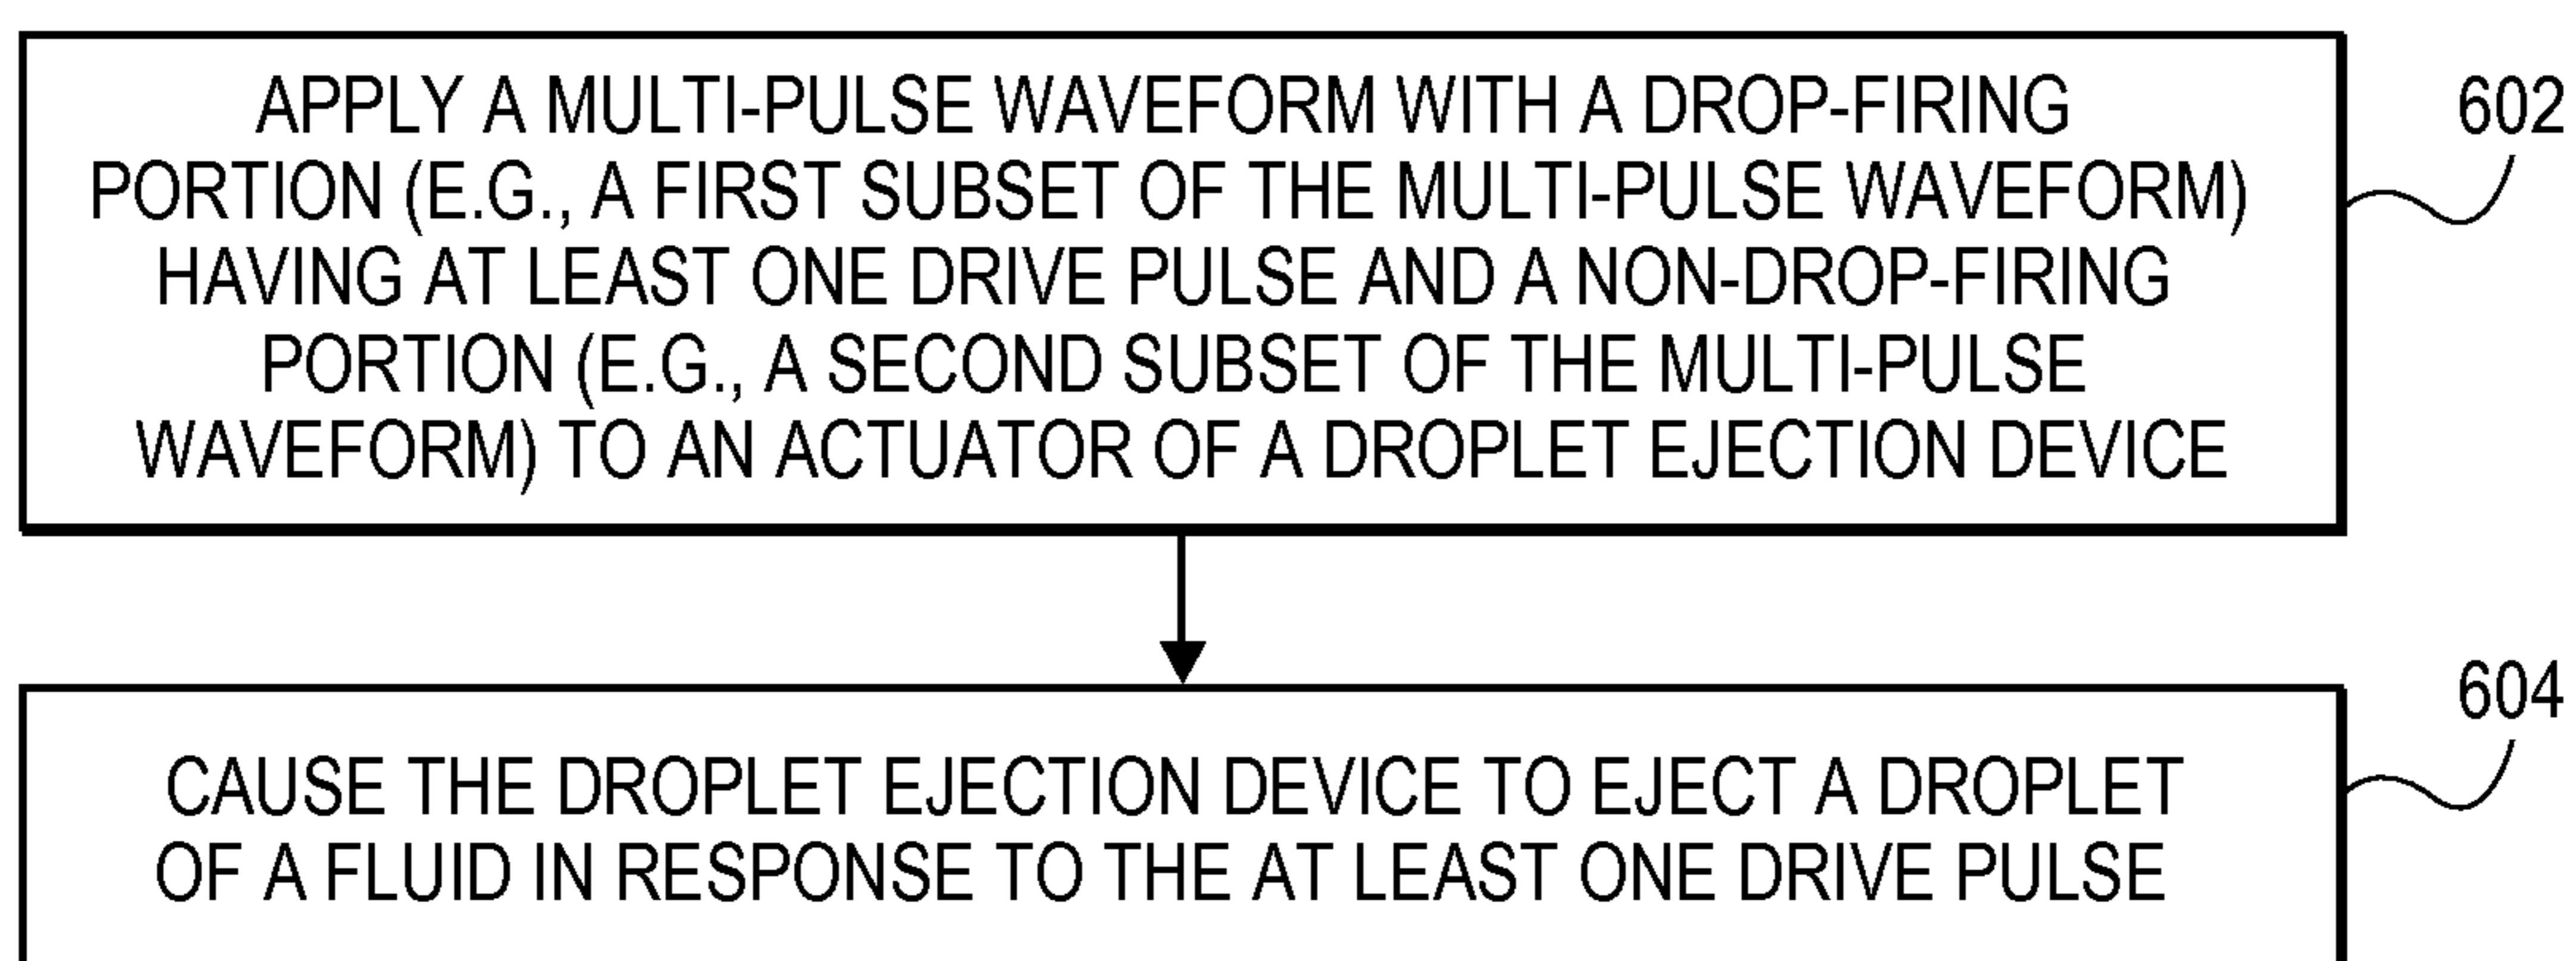 APPLY A MULTI-PULSE WAVEFORM WITH A DROP-FIRING
PORTION (E.G., A FIRST SUBSET OF THE MULTI-PULSE WAVEFORM)
HAVING AT LEAST ONE DRIVE PULSE AND A NON-DROP-FIRING
PORTION (E.G., A SECOND SUBSET OF THE MULTI-PULSE
WAVEFORM) TO AN ACTUATOR OF A DROPLET EJECTION DEVICE
602
CAUSE THE DROPLET EJECTION DEVICE TO EJECT A DROPLET
OF A FLUID IN RESPONSE TO THE AT LEAST ONE DRIVE PULSE
604